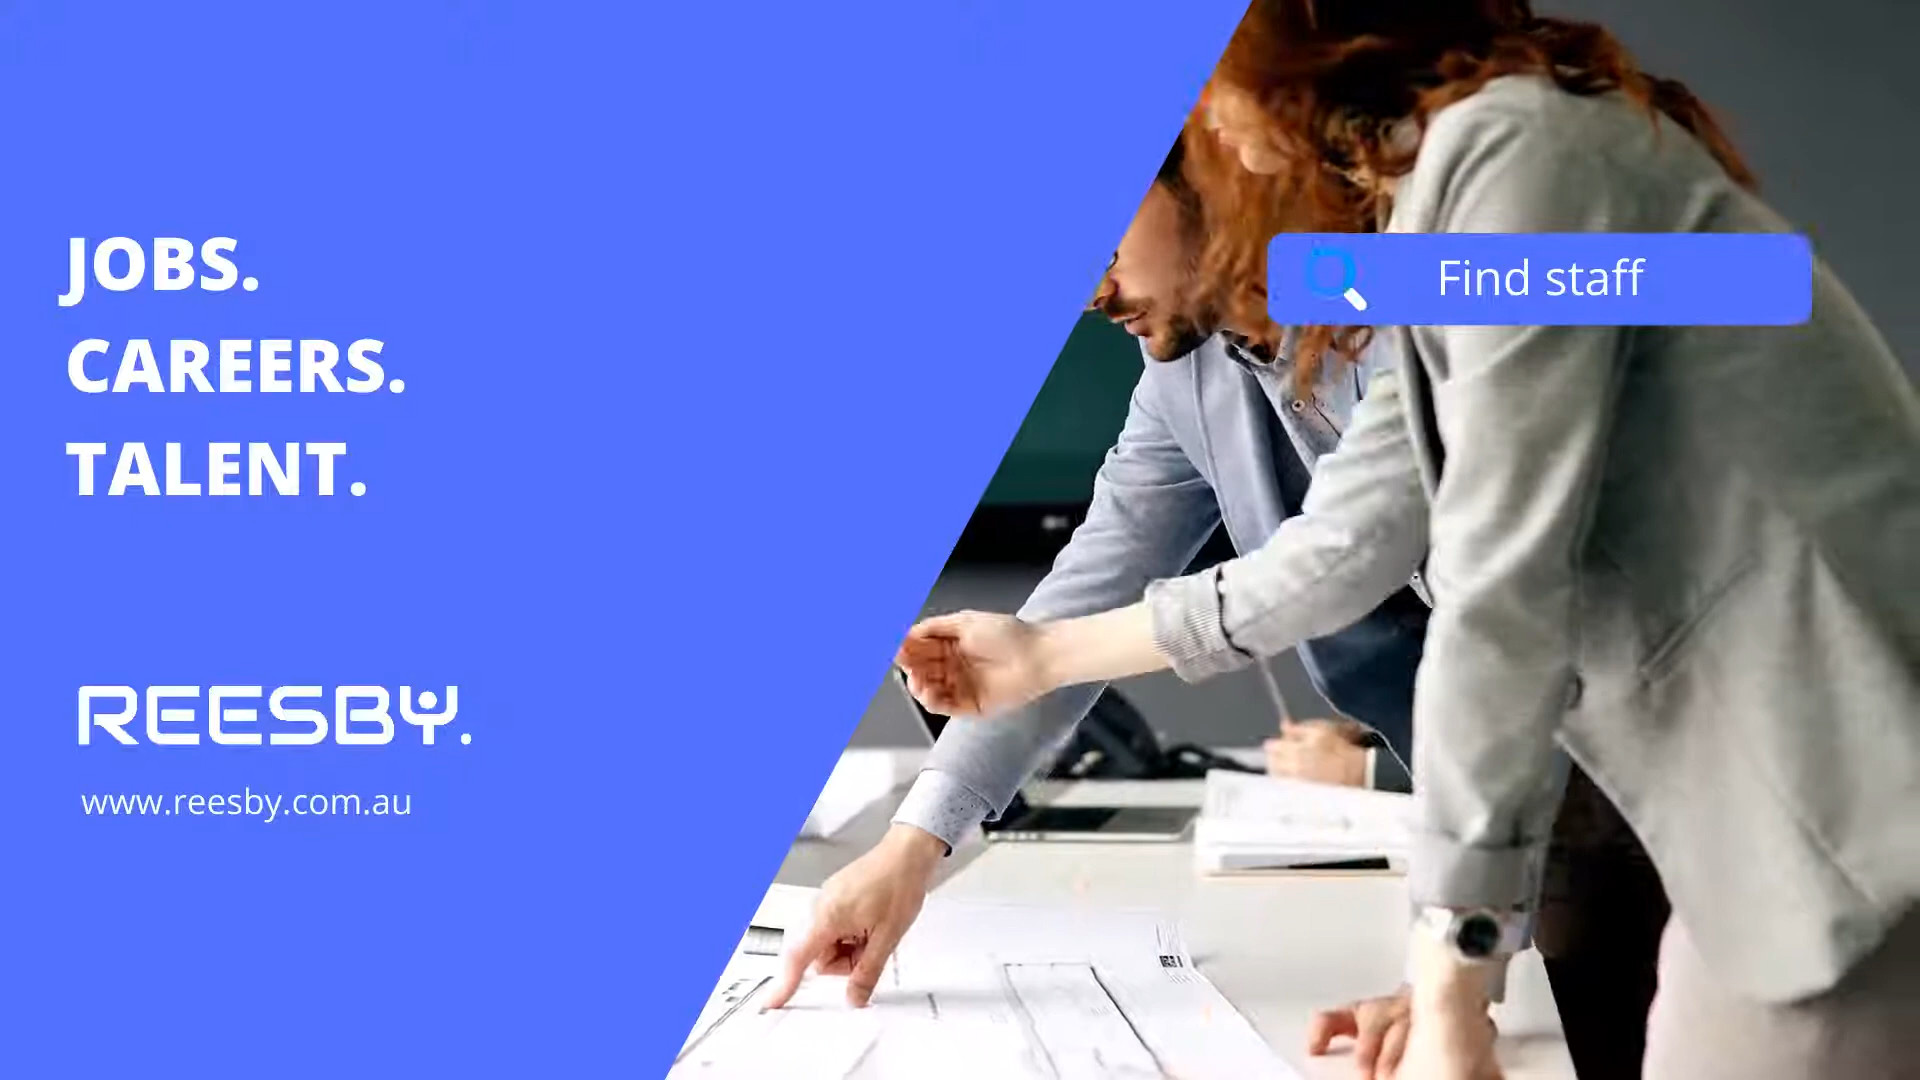 JOBS.
CAREERS.
TALENT.
REESBY.
www.reesby.com.au
Find staff